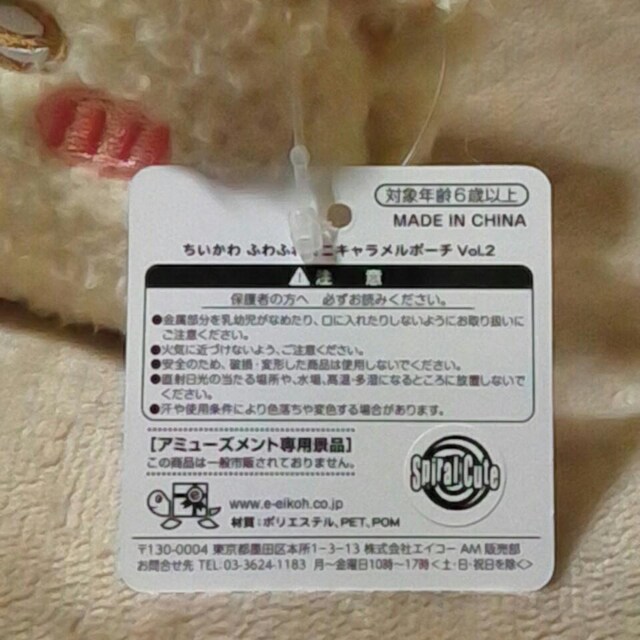 対象年齢6歳以上
MADE IN CHINA
ちいかわ ふわふ ニキャラメルポーチ Vol.2
注意
保護者の方へ 必ずお読みください。
●金属部分を乳幼児がなめたり、口に入れたりしないようにお取り扱いに
ご注意ください。
●火気に近づけないよう、ご注意ください。
●安全のため、破損・変形した商品は使用しないでください。
●直射日光の当たる場所や、水場、高温・多湿になるところに放置しないで
ください。
●汗や使用条件により色落ちや変色する場合があります。
[アミューズメント専用景品]
この商品は一般市販されておりません。
Spiral Cute
www.e-eikoh.co.jp
材質:ポリエステル、PET、POM
〒130-0004 東京都墨田区本所1-3-13 株式会社エイコー AM 販売部
お問合せ先 TEL:03-3624-1183 月〜金曜日10時〜17時<土・日・祝日を除く>